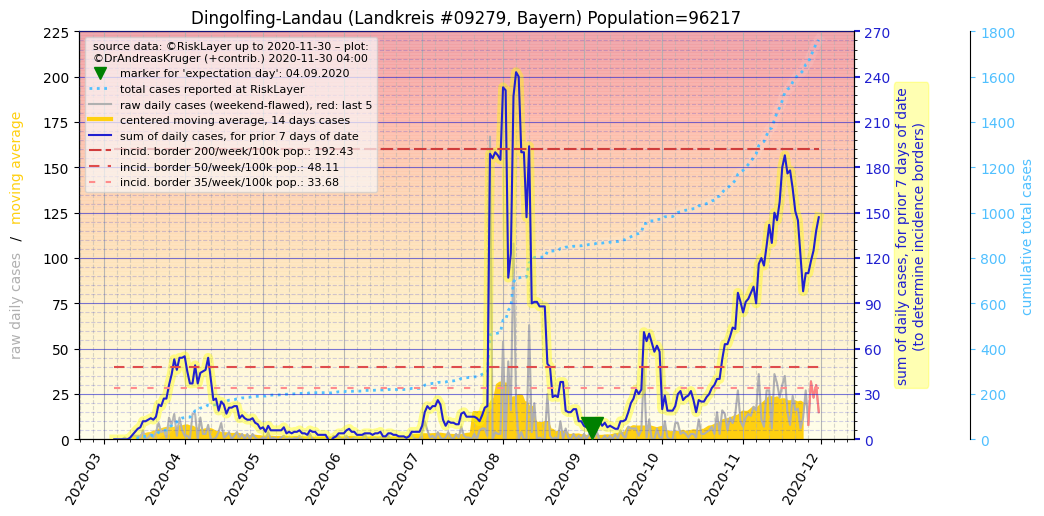 Dingolfing-Landau (Landkreis #09279, Bayern) Population=96217
source data: ©RiskLayer up to 2020-11-30 – plot:
©DrAndreasKruger (+contrib.) 2020-11-30 04:00
marker for 'expectation day': 04.09.2020
total cases reported at RiskLayer
raw daily cases (weekend-flawed), red: last 5
centered moving average, 14 days cases
sum of daily cases, for prior 7 days of date
incid. border 200/week/100k pop.: 192.43
incid. border 50/week/100k pop.: 48.11
incid. border 35/week/100k pop.: 33.68
raw daily cases / moving average
225
200
175
150
125
100
75
50
25
0
2020-03
2020-04
2020-05
2020-06
2020-07
2020-08
2020-09
2020-10
2020-11
2020-12
270
240
210
180
150
120
90
60
30
0
sum of daily cases, for prior 7 days of date
(to determine incidence borders)
1800
1600
1400
1200
1000
800
600
400
200
0
cumulative total cases